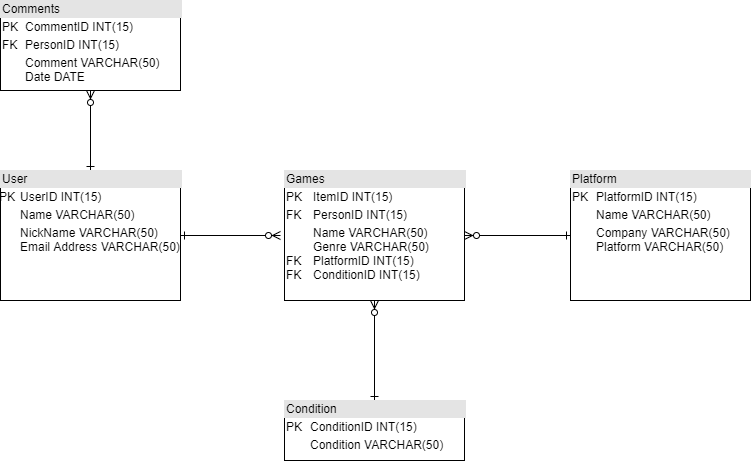 Comments
PK CommentID INT(15)
FK PersonID INT(15)
Comment VARCHAR(50)
Date DATE
User
PK UserID INT(15)
Name VARCHAR(50)
NickName VARCHAR(50)
Email Address VARCHAR(50)
Games
PK ItemID INT(15)
FK PersonID INT(15)
Name VARCHAR(50)
Genre VARCHAR(50)
FK PlatformID INT(15)
FK ConditionID INT(15)
Platform
PK PlatformID INT(15)
Name VARCHAR(50)
Company VARCHAR(50)
Platform VARCHAR(50)
Condition
PK ConditionID INT(15)
Condition VARCHAR(50)